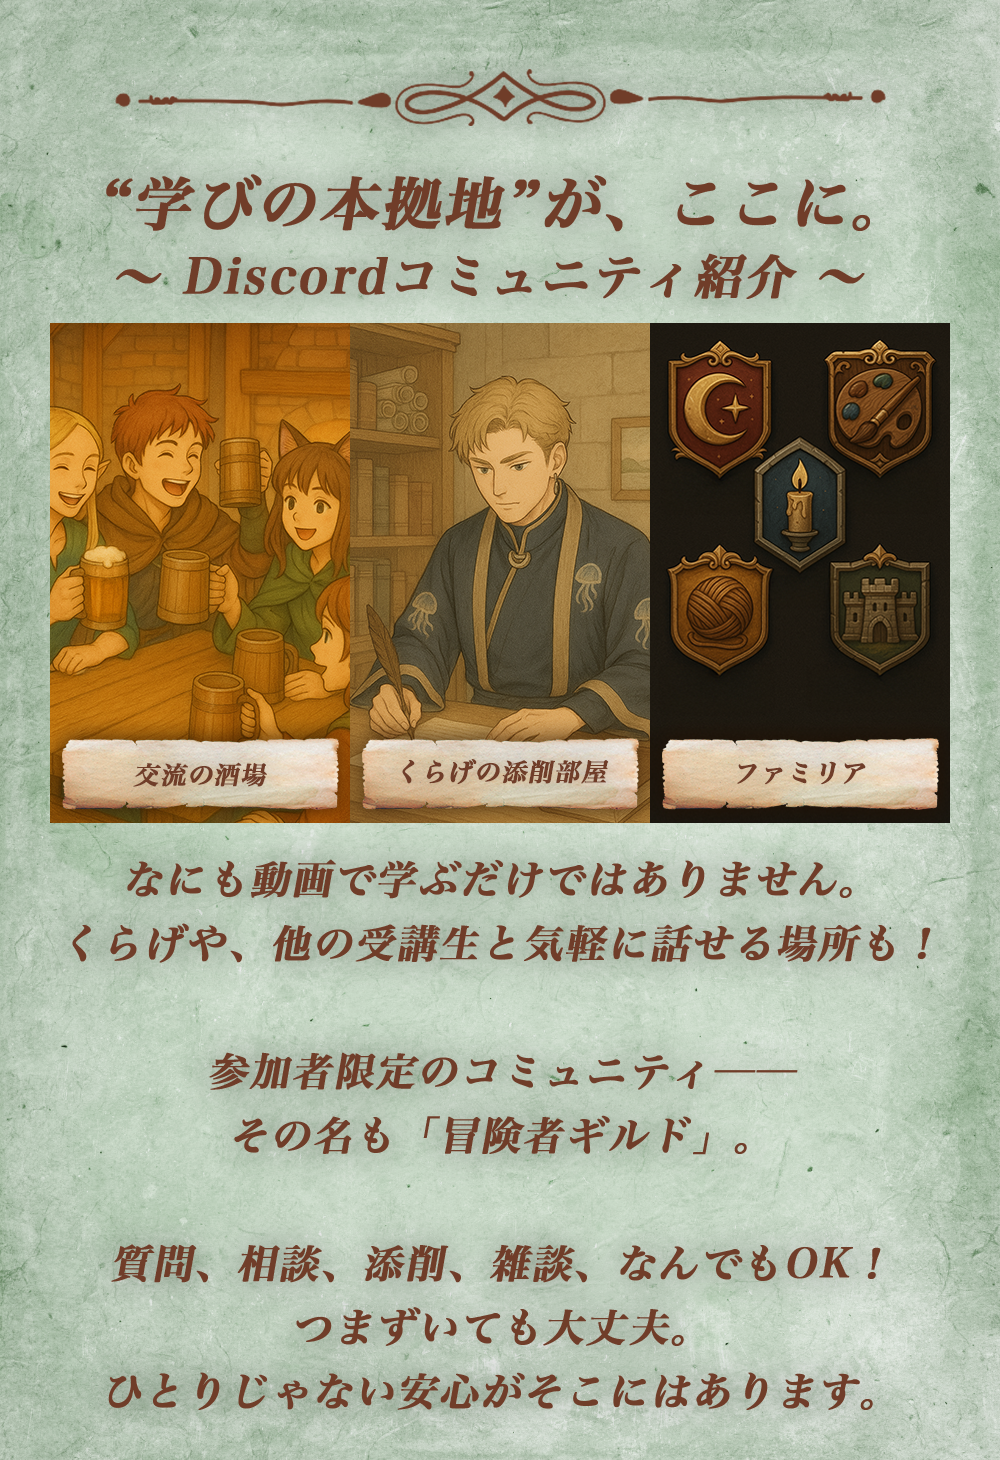 “学びの本拠地”が、ここに。
～ Discordコミュニティ紹介 ～
交流の酒場
くらげの添削部屋
ファミリア
なにも動画で学ぶだけではありません。
くらげや、他の受講生と気軽に話せる場所も！
参加者限定のコミュニティ――
その名も「冒険者ギルド」。
質問、相談、添削、雑談、なんでもOK！
つまずいても大丈夫。
ひとりじゃない安心がそこにはあります。